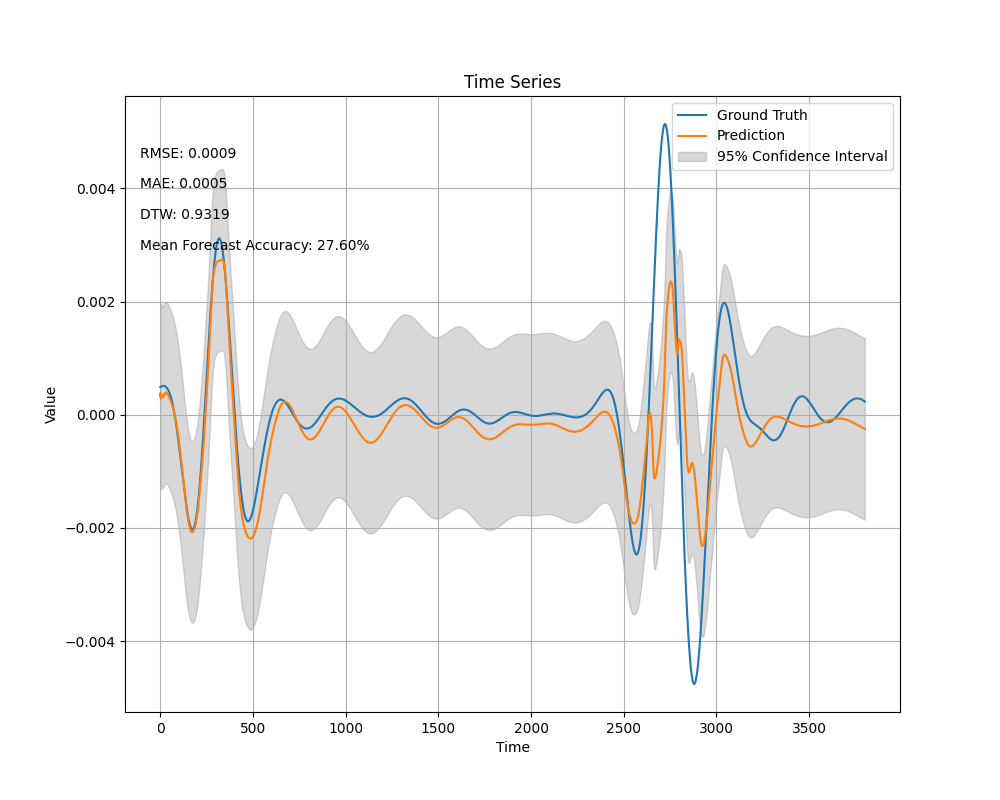 Time Series
Ground Truth
Prediction
95% Confidence Interval
RMSE: 0.0009
MAE: 0.0005
DTW: 0.9319
Mean Forecast Accuracy: 27.60%
0.004
0.002
0.000
−0.002
−0.004
Value
0 500 1000 1500 2000 2500 3000 3500
Time